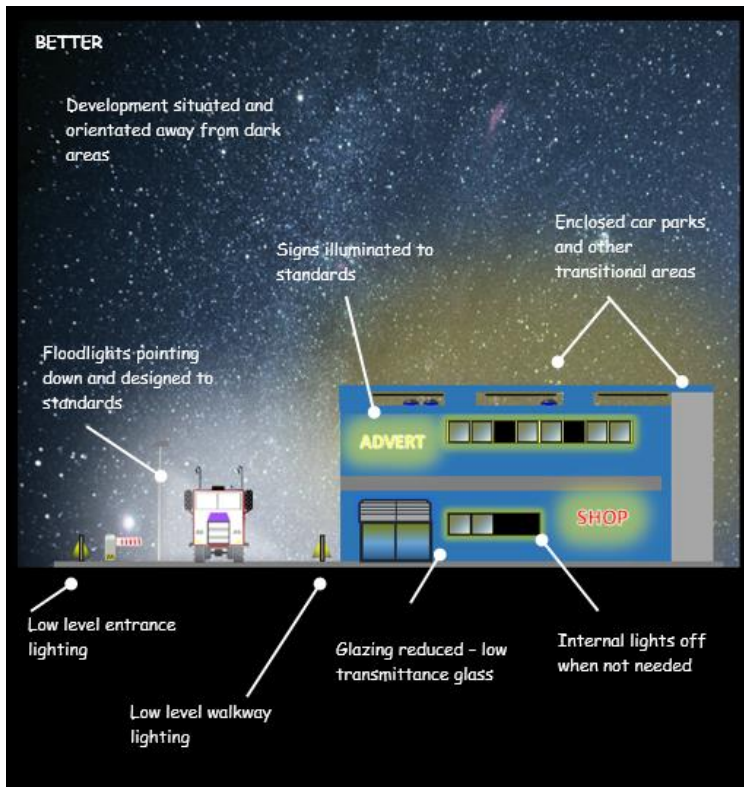 BETTER
Development situated and
orientated away from dark
areas
Enclosed car parks
and other
transitional areas
Signs illuminated to
standards
Floodlights pointing
down and designed to
standards
ADVERT
SHOP
Low level entrance
lighting
Glazing reduced – low
transmittance glass
Internal lights off
when not needed
Low level walkway
lighting